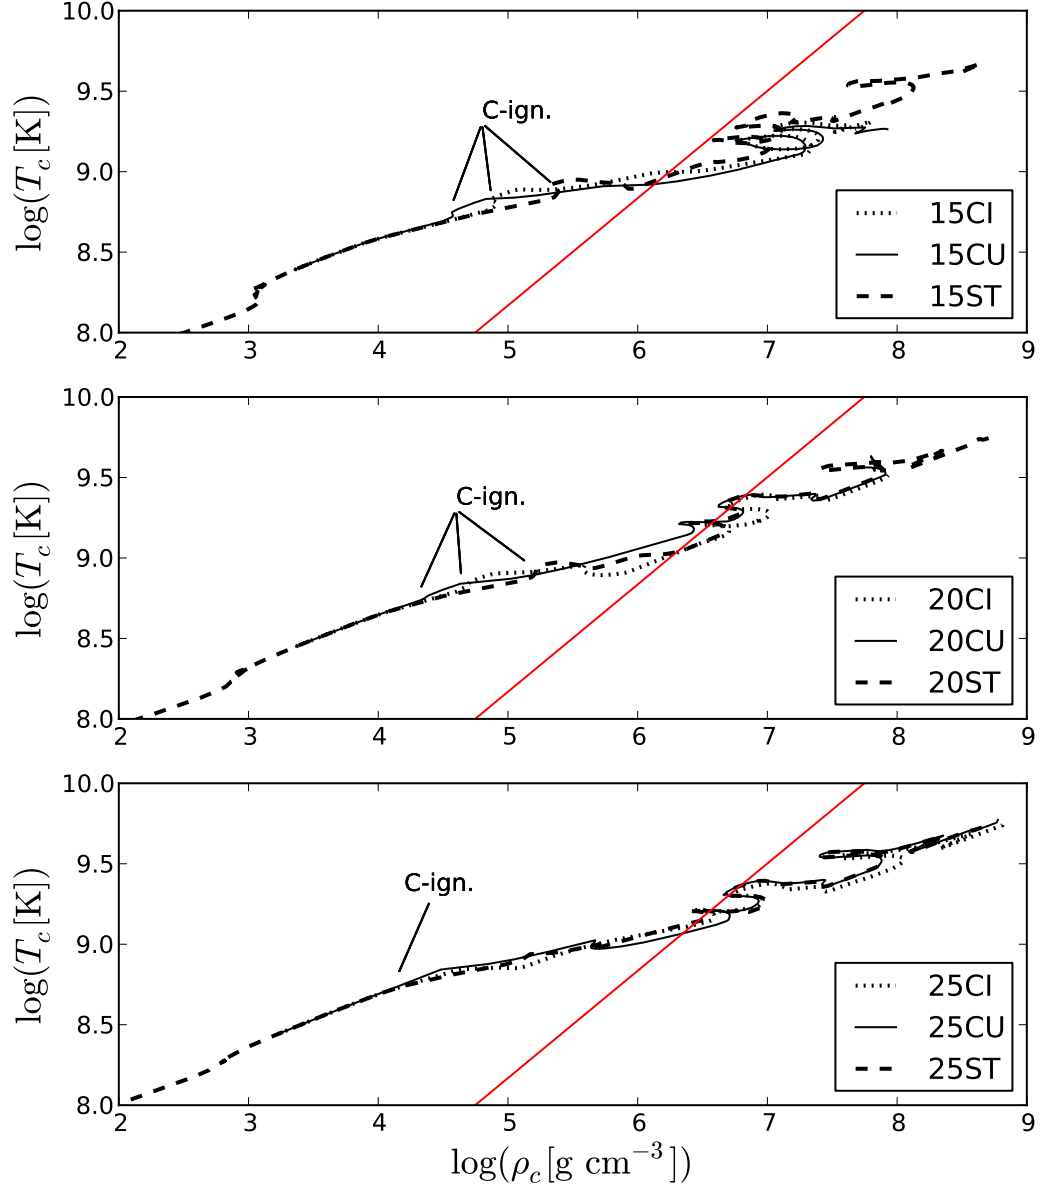 10.0
9.5
9.0
8.5
8.0
log(T_c[K])
C-ign.
15CI
15CU
15ST
2 3 4 5 6 7 8 9
10.0
9.5
9.0
8.5
8.0
log(T_c[K])
C-ign.
20CI
20CU
20ST
2 3 4 5 6 7 8 9
10.0
9.5
9.0
8.5
8.0
log(T_c[K])
C-ign.
25CI
25CU
25ST
2 3 4 5 6 7 8 9
log(ρ_c[g cm⁻³])